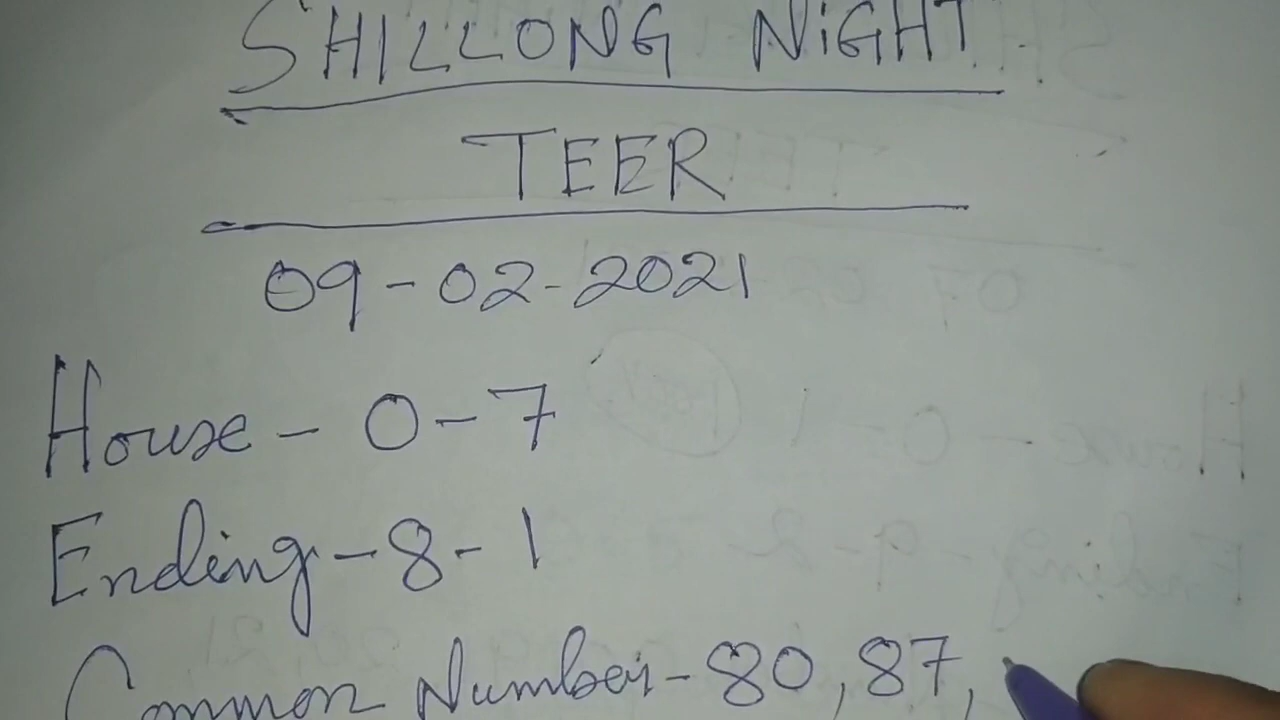 SHILLONG NiGHT
TEER
09-02-2021
House - 0-7
Ending - 8-1
Common Number - 80, 87,